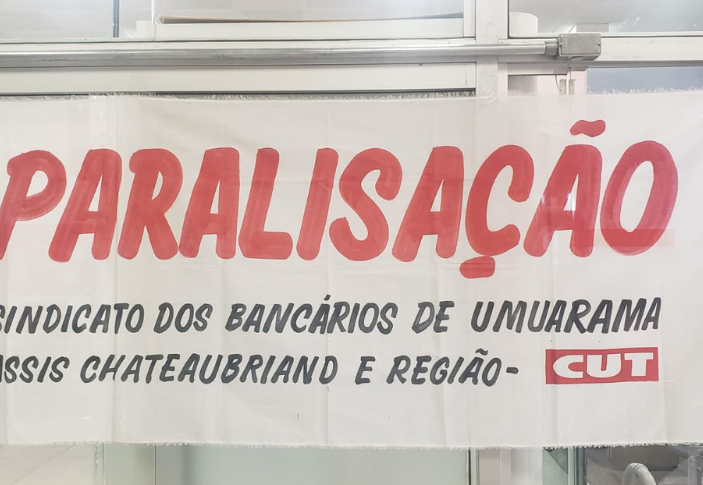 PARALISAÇÃO
SINDICATO DOS BANCÁRIOS DE UMUARAMA
ASSIS CHATEAUBRIAND E REGIÃO- CUT